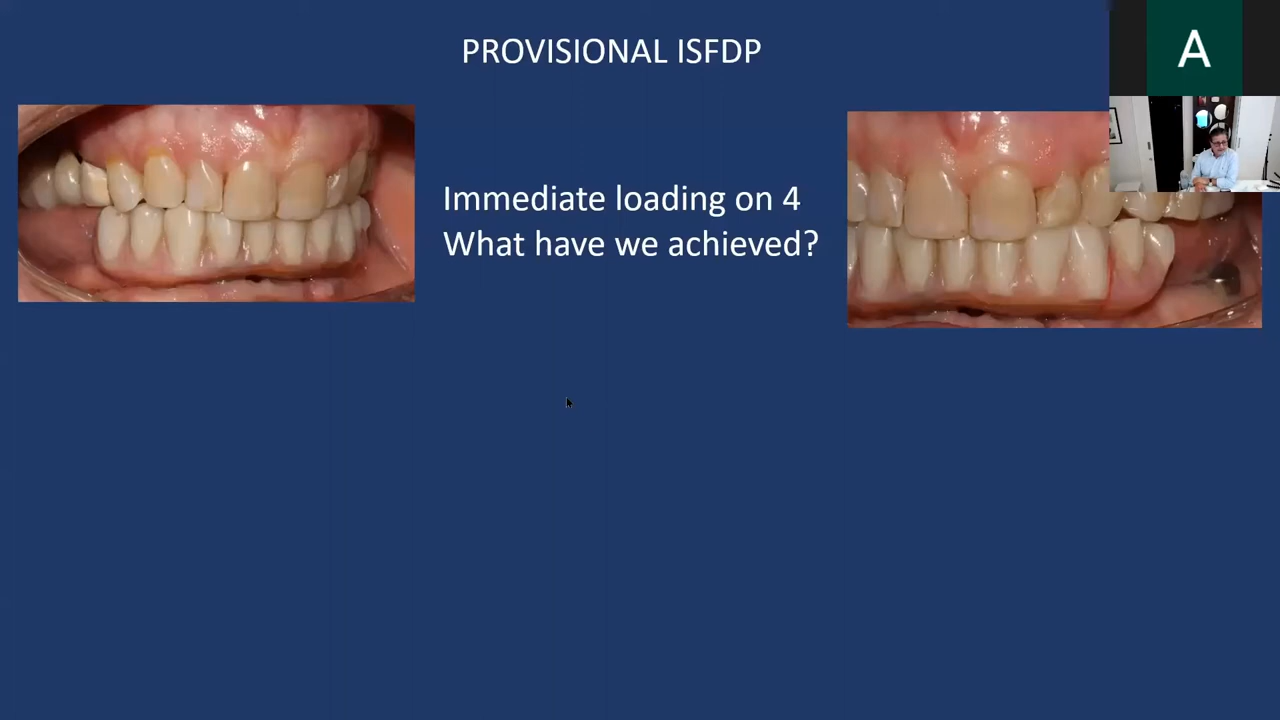 PROVISIONAL ISFDP
A
Immediate loading on 4
What have we achieved?